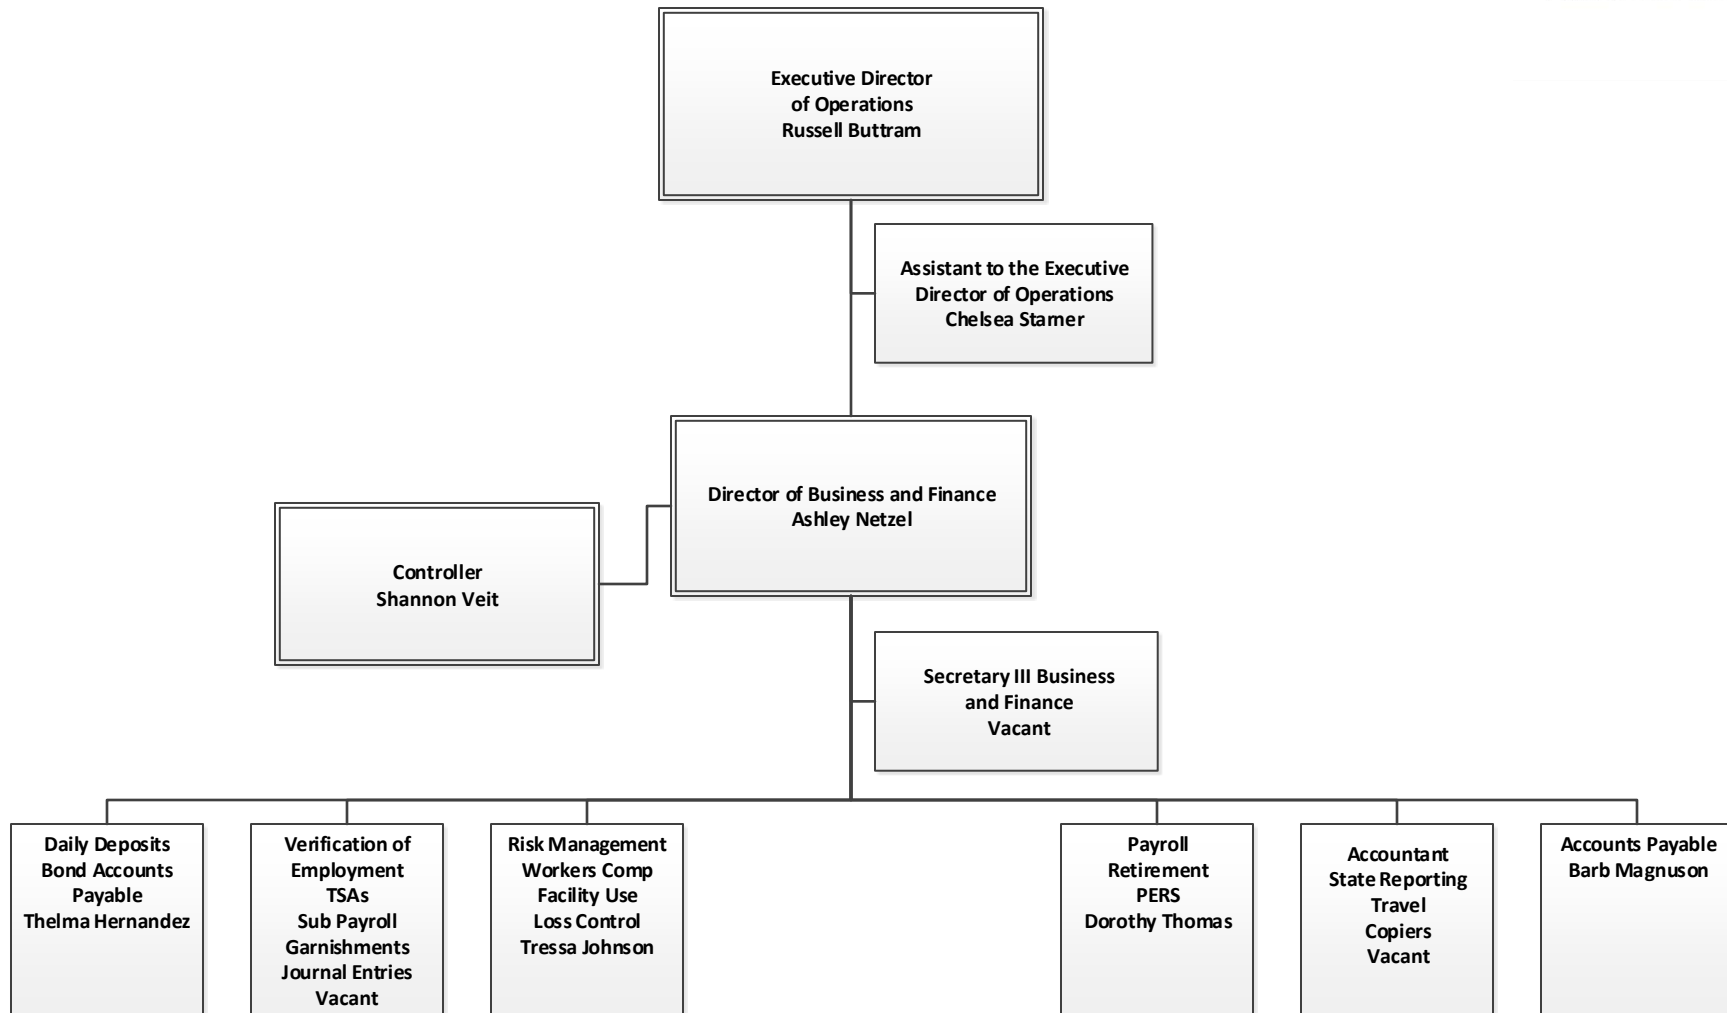 Executive Director
of Operations
Russell Buttram
Assistant to the Executive
Director of Operations
Chelsea Starner
Director of Business and Finance
Ashley Netzel
Controller
Shannon Veit
Secretary III Business
and Finance
Vacant
Daily Deposits
Bond Accounts
Payable
Thelma Hernandez
Verification of
Employment
TSAs
Sub Payroll
Garnishments
Journal Entries
Vacant
Risk Management
Workers Comp
Facility Use
Loss Control
Tressa Johnson
Payroll
Retirement
PERS
Dorothy Thomas
Accountant
State Reporting
Travel
Copiers
Vacant
Accounts Payable
Barb Magnuson